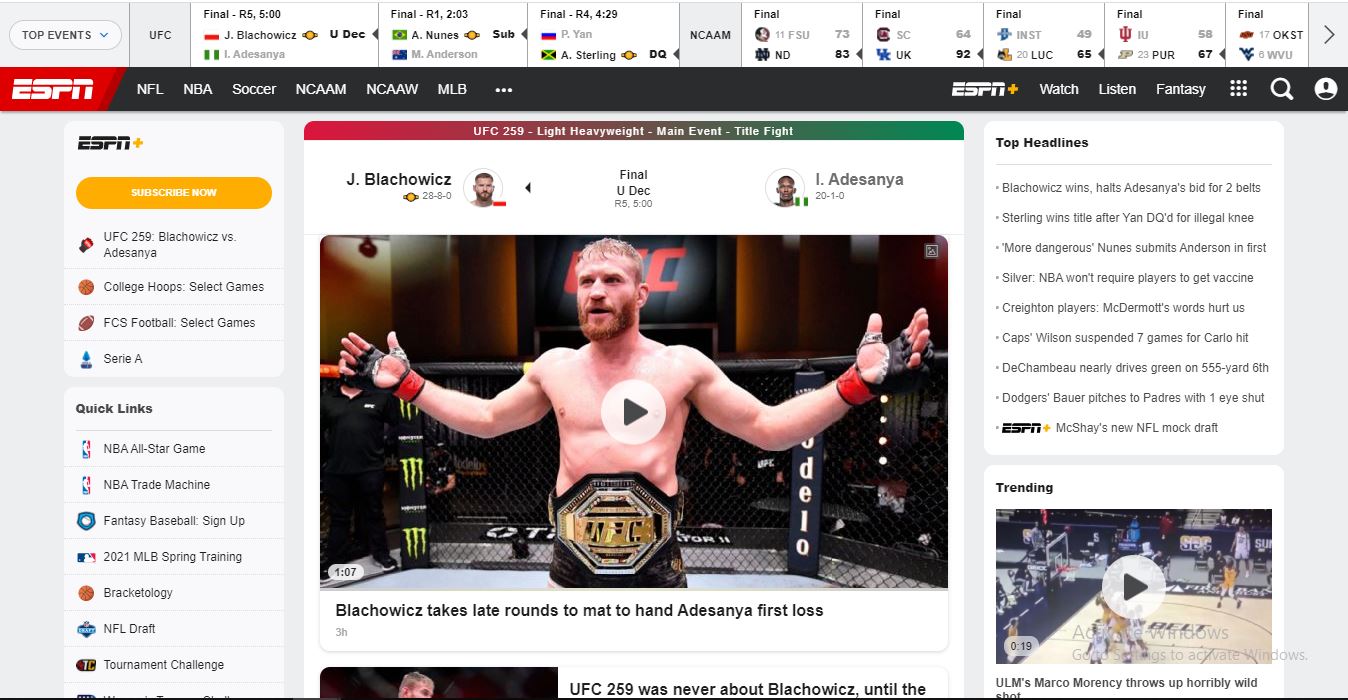 TOP EVENTS
UFC
Final - R5, 5:00
J. Blachowicz U Dec
I. Adesanya
Final - R1, 2:03
A. Nunes Sub
M. Anderson
Final - R4, 4:29
P. Yan
A. Sterling DQ
NCAAM
Final
11 FSU 73
ND 83
Final
SC 64
UK 92
Final
INST 49
20 LUC 65
Final
IU 58
23 PUR 67
Final
17 OKST
6 WVU
ESPN NFL NBA Soccer NCAAM NCAAW MLB ••• ESPN+ Watch Listen Fantasy
ESPN+
SUBSCRIBE NOW
UFC 259: Blachowicz vs.
Adesanya
College Hoops: Select Games
FCS Football: Select Games
Serie A
Quick Links
NBA All-Star Game
NBA Trade Machine
Fantasy Baseball: Sign Up
2021 MLB Spring Training
Bracketology
NFL Draft
Tournament Challenge
UFC 259 - Light Heavyweight - Main Event - Title Fight
J. Blachowicz
28-8-0
Final
U Dec
R5, 5:00
I. Adesanya
20-1-0
UFC
UFC
delo
UFC
MONSTER
TOR II
1:07
Blachowicz takes late rounds to mat to hand Adesanya first loss
3h
UFC 259 was never about Blachowicz, until the
Top Headlines
Blachowicz wins, halts Adesanya's bid for 2 belts
Sterling wins title after Yan DQ'd for illegal knee
'More dangerous' Nunes submits Anderson in first
Silver: NBA won't require players to get vaccine
Creighton players: McDermott's words hurt us
Caps' Wilson suspended 7 games for Carlo hit
DeChambeau nearly drives green on 555-yard 6th
Dodgers' Bauer pitches to Padres with 1 eye shut
ESPN+ McShay's new NFL mock draft
Trending
SBC
SUN
BELT
0:19
Activate Windows
Go to Settings to activate Windows.
ULM's Marco Morency throws up horribly wild
shot